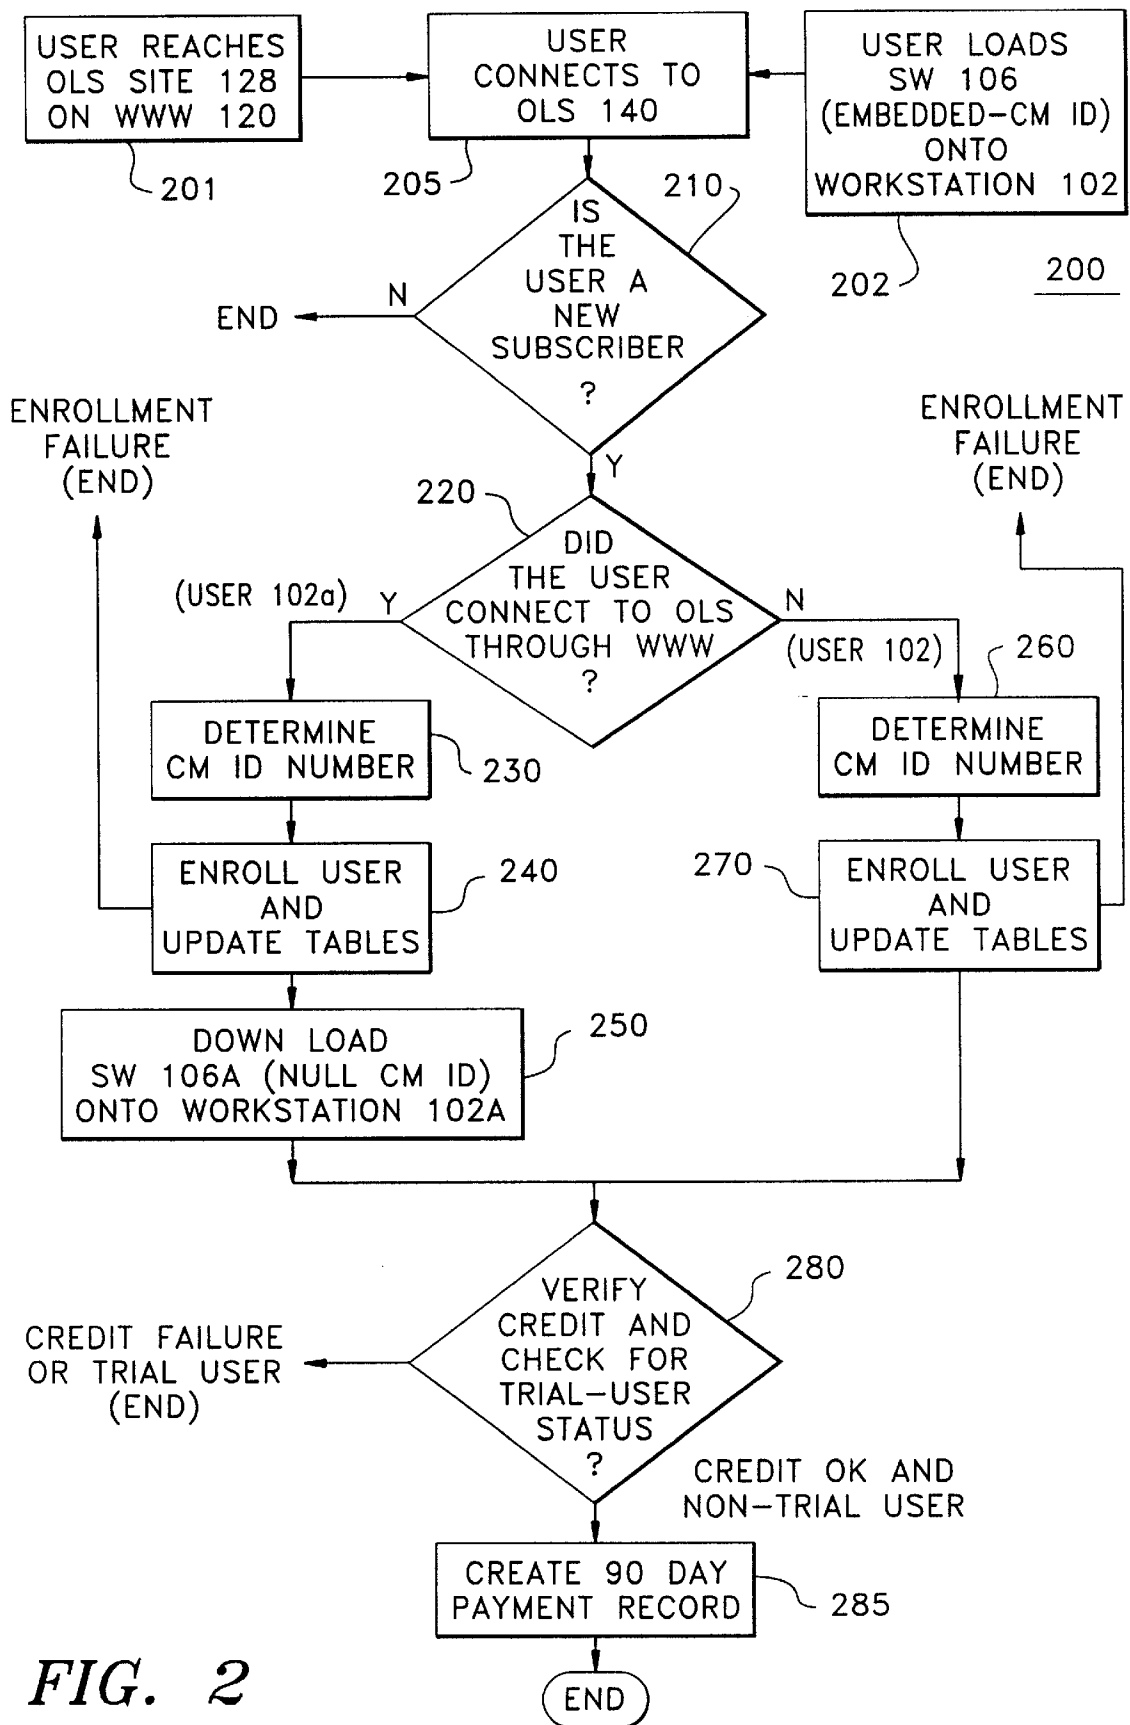 USER REACHES
OLS SITE 128
ON WWW 120
201
USER
CONNECTS TO
OLS 140
205
USER LOADS
SW 106
(EMBEDDED-CM ID)
ONTO
WORKSTATION 102
202
200
210
IS
THE
USER A
NEW
SUBSCRIBER
?
N
END
Y
ENROLLMENT
FAILURE
(END)
ENROLLMENT
FAILURE
(END)
220
DID
THE USER
CONNECT TO OLS
THROUGH WWW
?
(USER 102a)
Y
N
(USER 102)
DETERMINE
CM ID NUMBER
230
260
DETERMINE
CM ID NUMBER
ENROLL USER
AND
UPDATE TABLES
240
270
ENROLL USER
AND
UPDATE TABLES
DOWN LOAD
SW 106A (NULL CM ID)
ONTO WORKSTATION 102A
250
VERIFY
CREDIT AND
CHECK FOR
TRIAL-USER
STATUS
?
280
CREDIT FAILURE
OR TRIAL USER
(END)
CREDIT OK AND
NON-TRIAL USER
CREATE 90 DAY
PAYMENT RECORD
285
END
FIG. 2